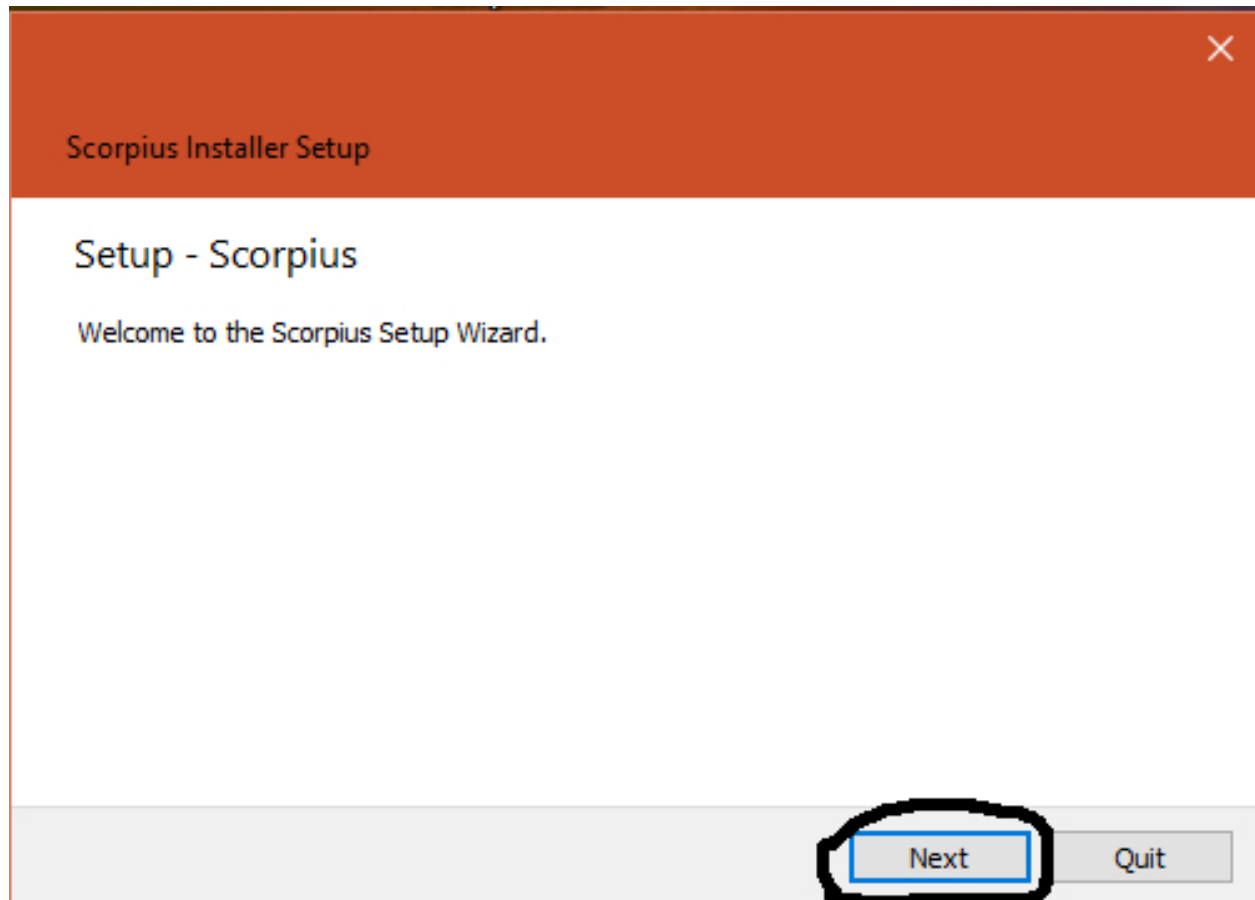 Scorpius Installer Setup
Setup - Scorpius
Welcome to the Scorpius Setup Wizard.
Next
Quit